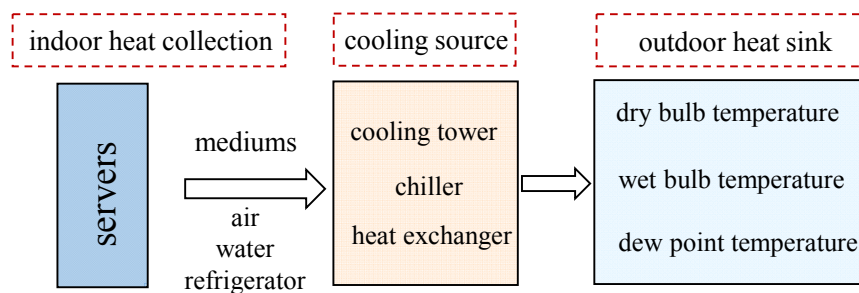 indoor heat collection
cooling source
outdoor heat sink
servers
mediums
air
water
refrigerator
cooling tower
chiller
heat exchanger
dry bulb temperature
wet bulb temperature
dew point temperature